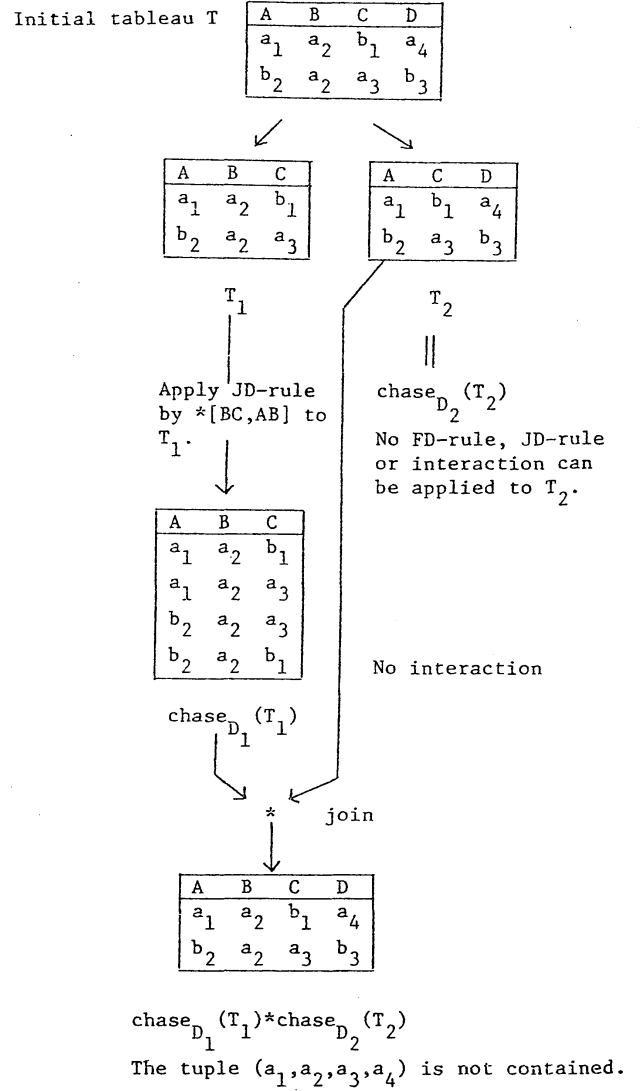 Initial tableau T
A B C D
a1 a2 b1 a4
b2 a2 a3 b3
A B C
a1 a2 b1
b2 a2 a3
A C D
a1 b1 a4
b2 a3 b3
T1
T2
||
Apply JD-rule
by *[BC,AB] to
T1.
chaseD2(T2)
No FD-rule, JD-rule
or interaction can
be applied to T2.
A B C
a1 a2 b1
a1 a2 a3
b2 a2 a3
b2 a2 b1
No interaction
chaseD1(T1)
* join
A B C D
a1 a2 b1 a4
b2 a2 a3 b3
chaseD1(T1)*chaseD2(T2)
The tuple (a1,a2,a3,a4) is not contained.